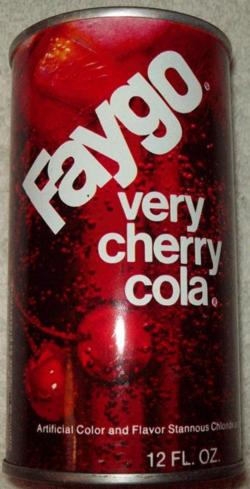 Faygo®
very
cherry
cola®
Artificial Color and Flavor Stannous Chloride
12 FL. OZ.